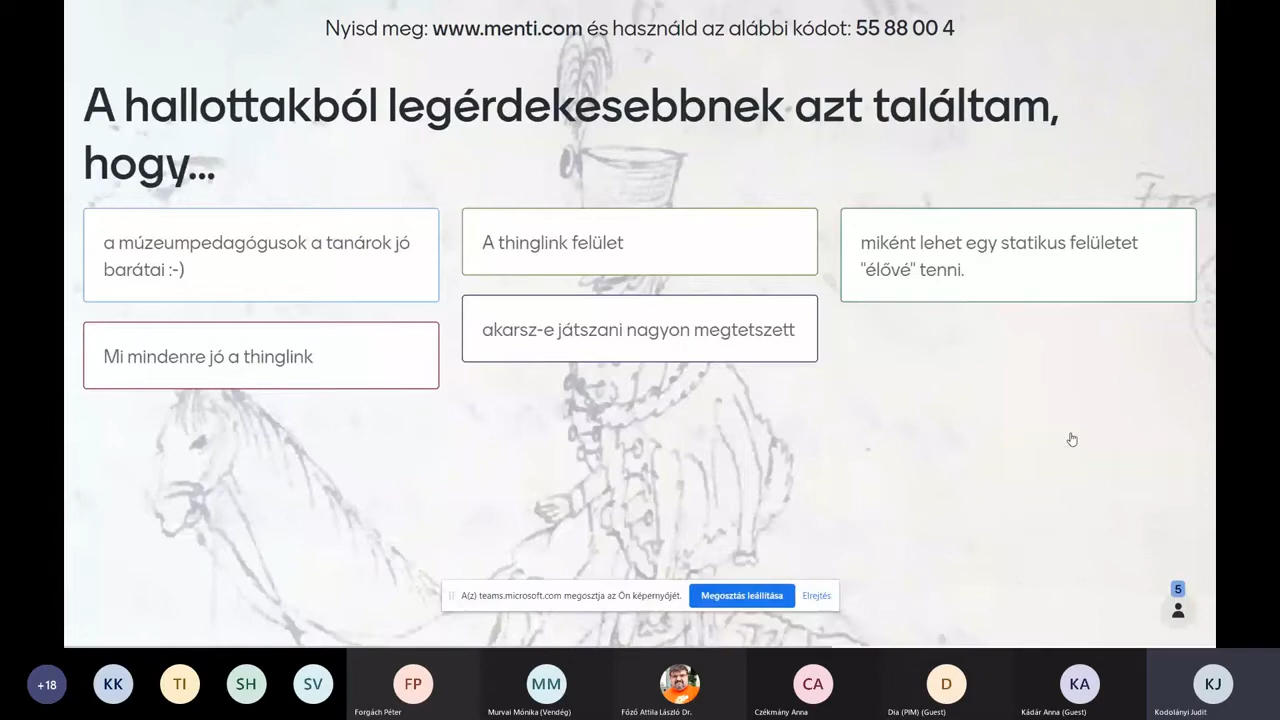 Nyisd meg: www.menti.com és használd az alábbi kódot: 55 88 00 4
A hallottakból legérdekesebbnek azt találtam,
hogy...
a múzeumpedagógusok a tanárok jó
barátai :-)
Mi mindenre jó a thinglink
A thinglink felület
akarsz-e játszani nagyon megtetszett
miként lehet egy statikus felületet
"élővé" tenni.
A(z) teams.microsoft.com megosztja az Ön képernyőjét.
Megosztás leállítása
Elrejtés
5
+18
KK
TI
SH
SV
FP
Forgách Péter
MM
Murvai Mónika (Vendég)
Főző Attila László Dr.
CA
Czékmány Anna
D
Dia (PIM) (Guest)
KA
Kádár Anna (Guest)
KJ
Kodolányi Judit